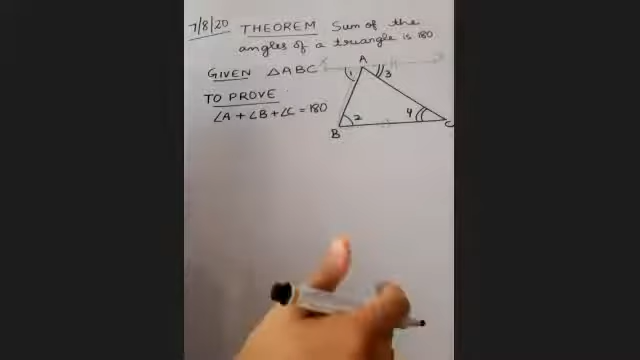 7/8/20 THEOREM Sum of the
angles of a triangle is 180
GIVEN △ABC
TO PROVE
∠A + ∠B + ∠C = 180
A
1 3
2 4
B C